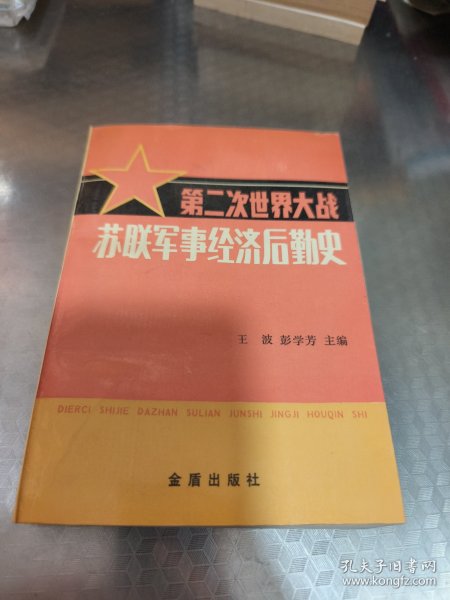 第二次世界大战
苏联军事经济后勤史
王 波 彭学芳 主编
DIERCI SHIJIE DAZHAN SULIAN JUNSHI JINGJI HOUQIN SHI
金盾出版社
孔夫子旧书网
www.kongfz.com